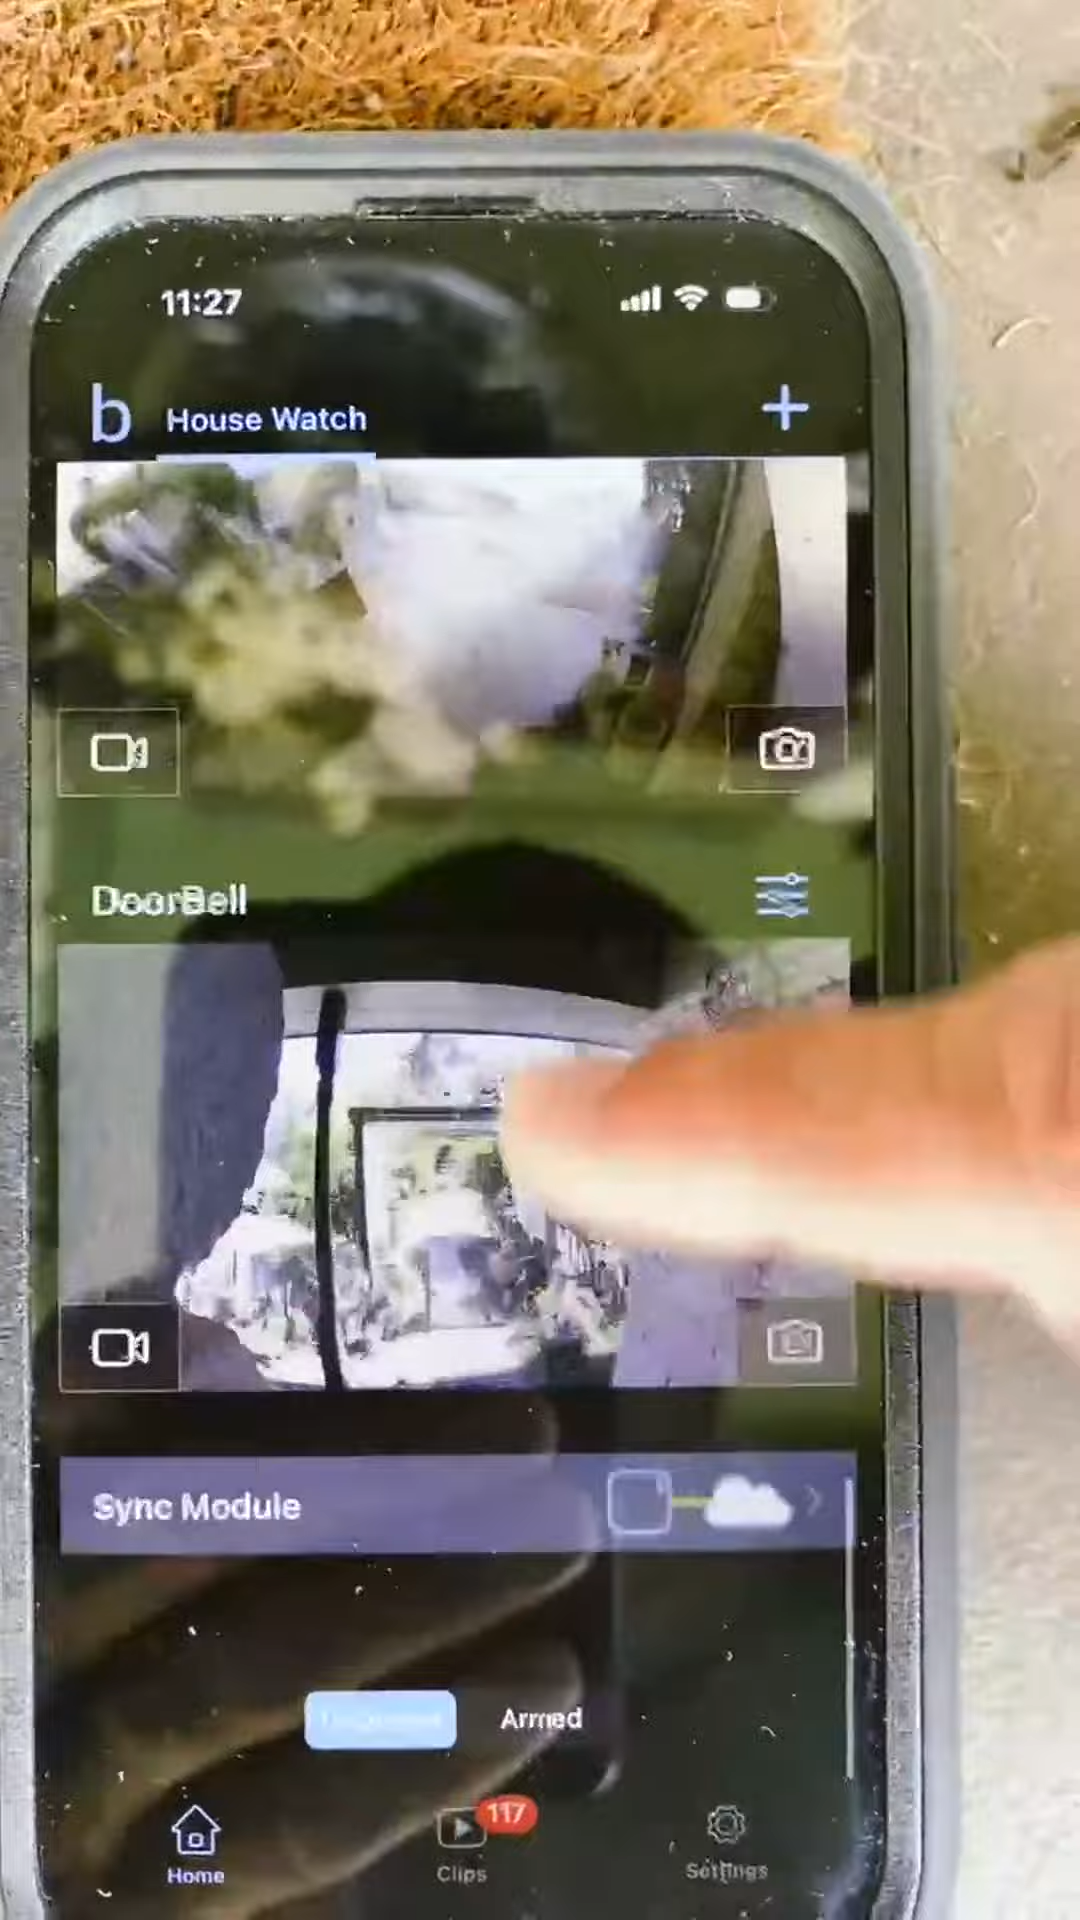 11:27
b House Watch +
DoorBell
Sync Module
Armed
117
Home Clips Settings